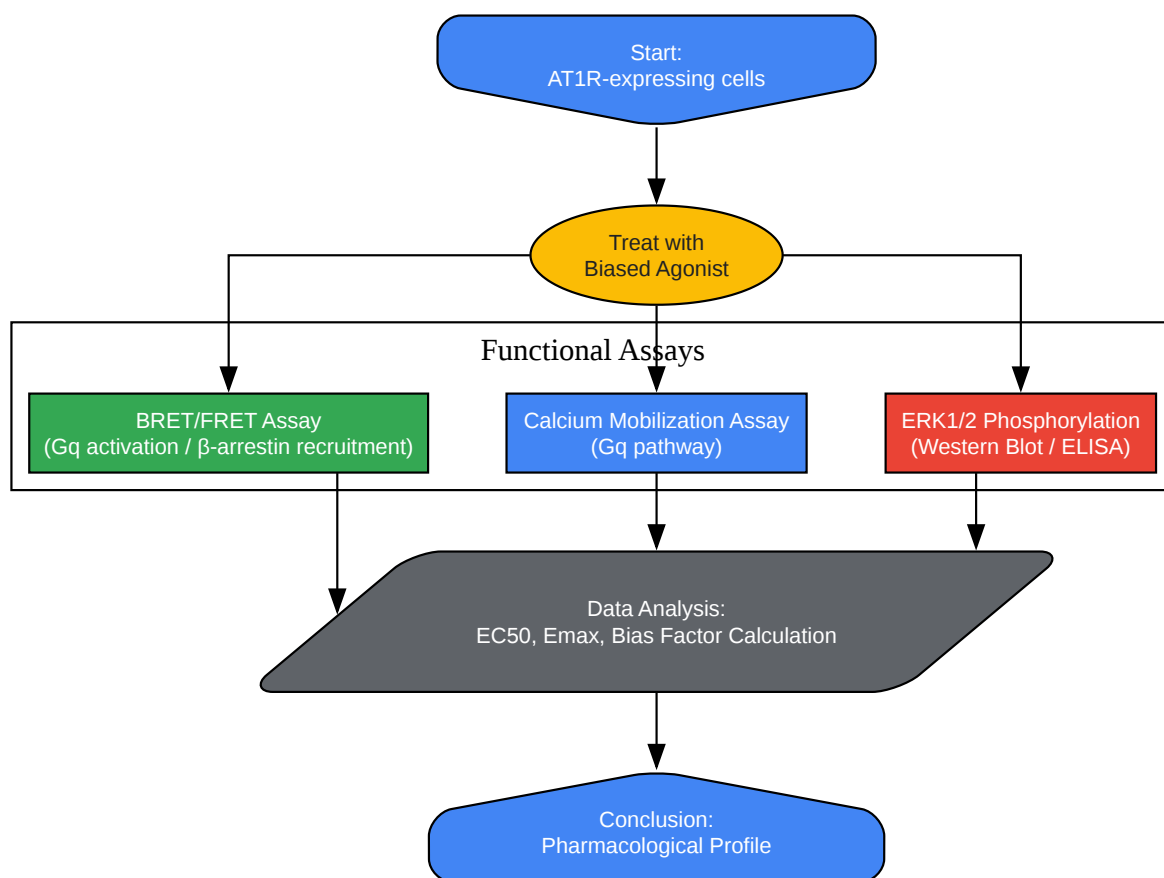 Start:
AT1R-expressing cells
Treat with
Biased Agonist
Functional Assays
BRET/FRET Assay
(Gq activation / β-arrestin recruitment)
Calcium Mobilization Assay
(Gq pathway)
ERK1/2 Phosphorylation
(Western Blot / ELISA)
Data Analysis:
EC50, Emax, Bias Factor Calculation
Conclusion:
Pharmacological Profile